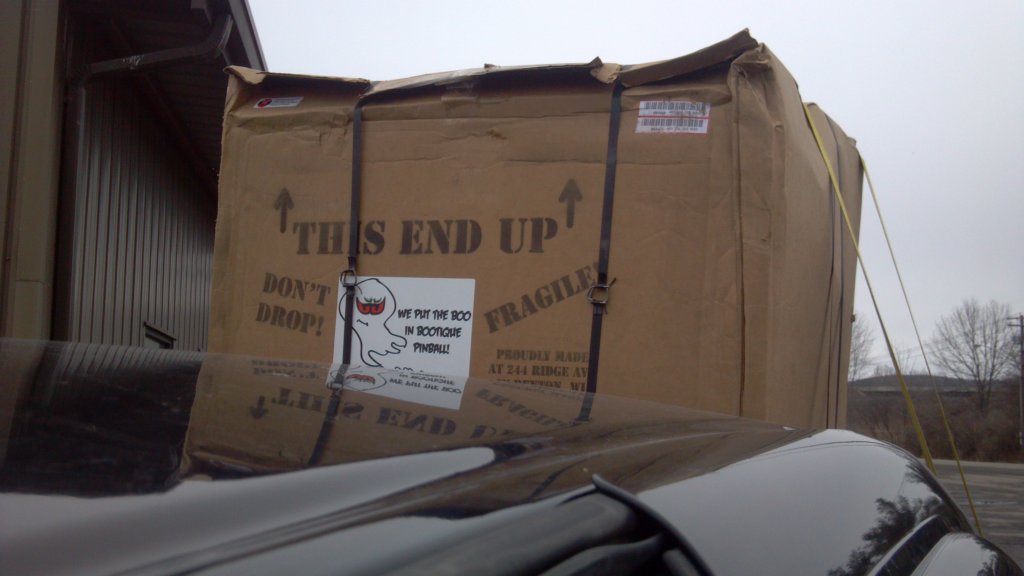 THIS END UP
DON'T
DROP!
FRAGILE!
WE PUT THE BOO
IN BOOTIQUE
PINBALL!
PROUDLY MADE
AT 244 RIDGE AV